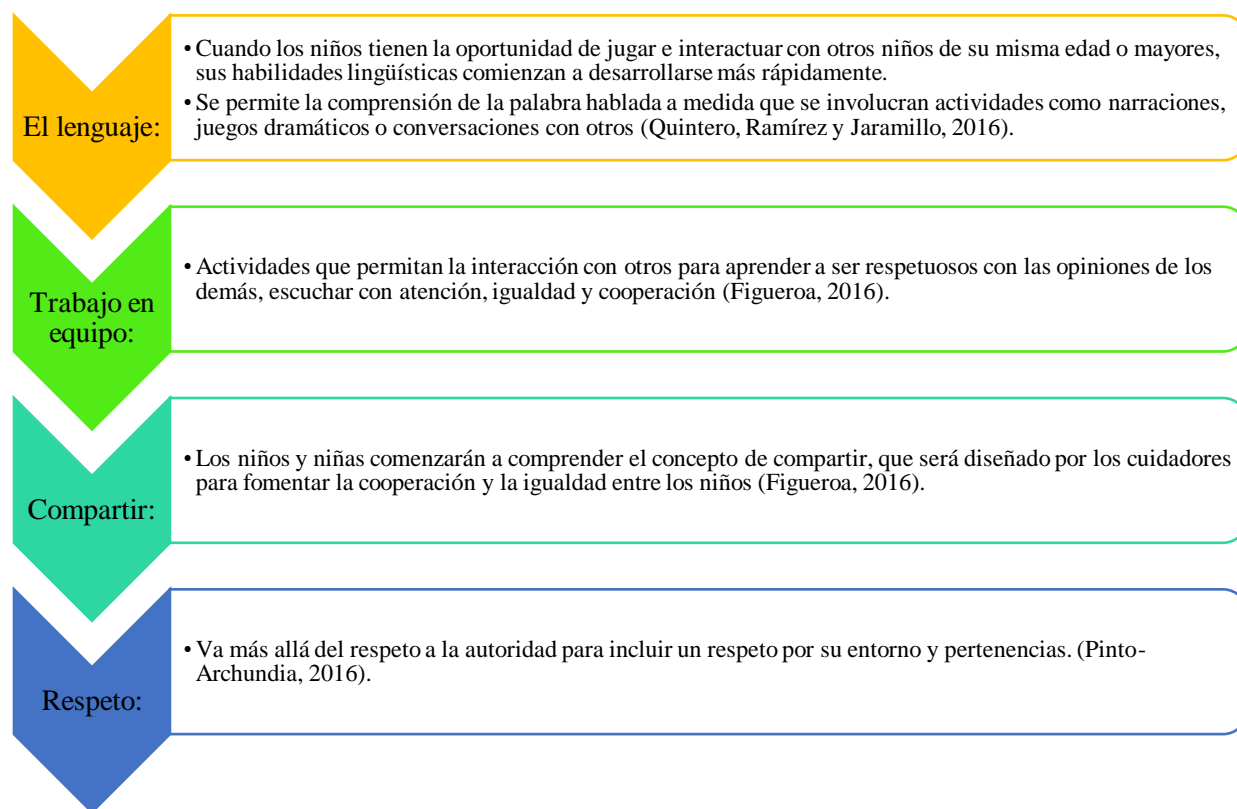 El lenguaje:
• Cuando los niños tienen la oportunidad de jugar e interactuar con otros niños de su misma edad o mayores,
sus habilidades lingüísticas comienzan a desarrollarse más rápidamente.
• Se permite la comprensión de la palabra hablada a medida que se involucran actividades como narraciones,
juegos dramáticos o conversaciones con otros (Quintero, Ramírez y Jaramillo, 2016).
Trabajo en
equipo:
• Actividades que permitan la interacción con otros para aprender a ser respetuosos con las opiniones de los
demás, escuchar con atención, igualdad y cooperación (Figueroa, 2016).
Compartir:
• Los niños y niñas comenzarán a comprender el concepto de compartir, que será diseñado por los cuidadores
para fomentar la cooperación y la igualdad entre los niños (Figueroa, 2016).
Respeto:
• Va más allá del respeto a la autoridad para incluir un respeto por su entorno y pertenencias. (Pinto-
Archundia, 2016).